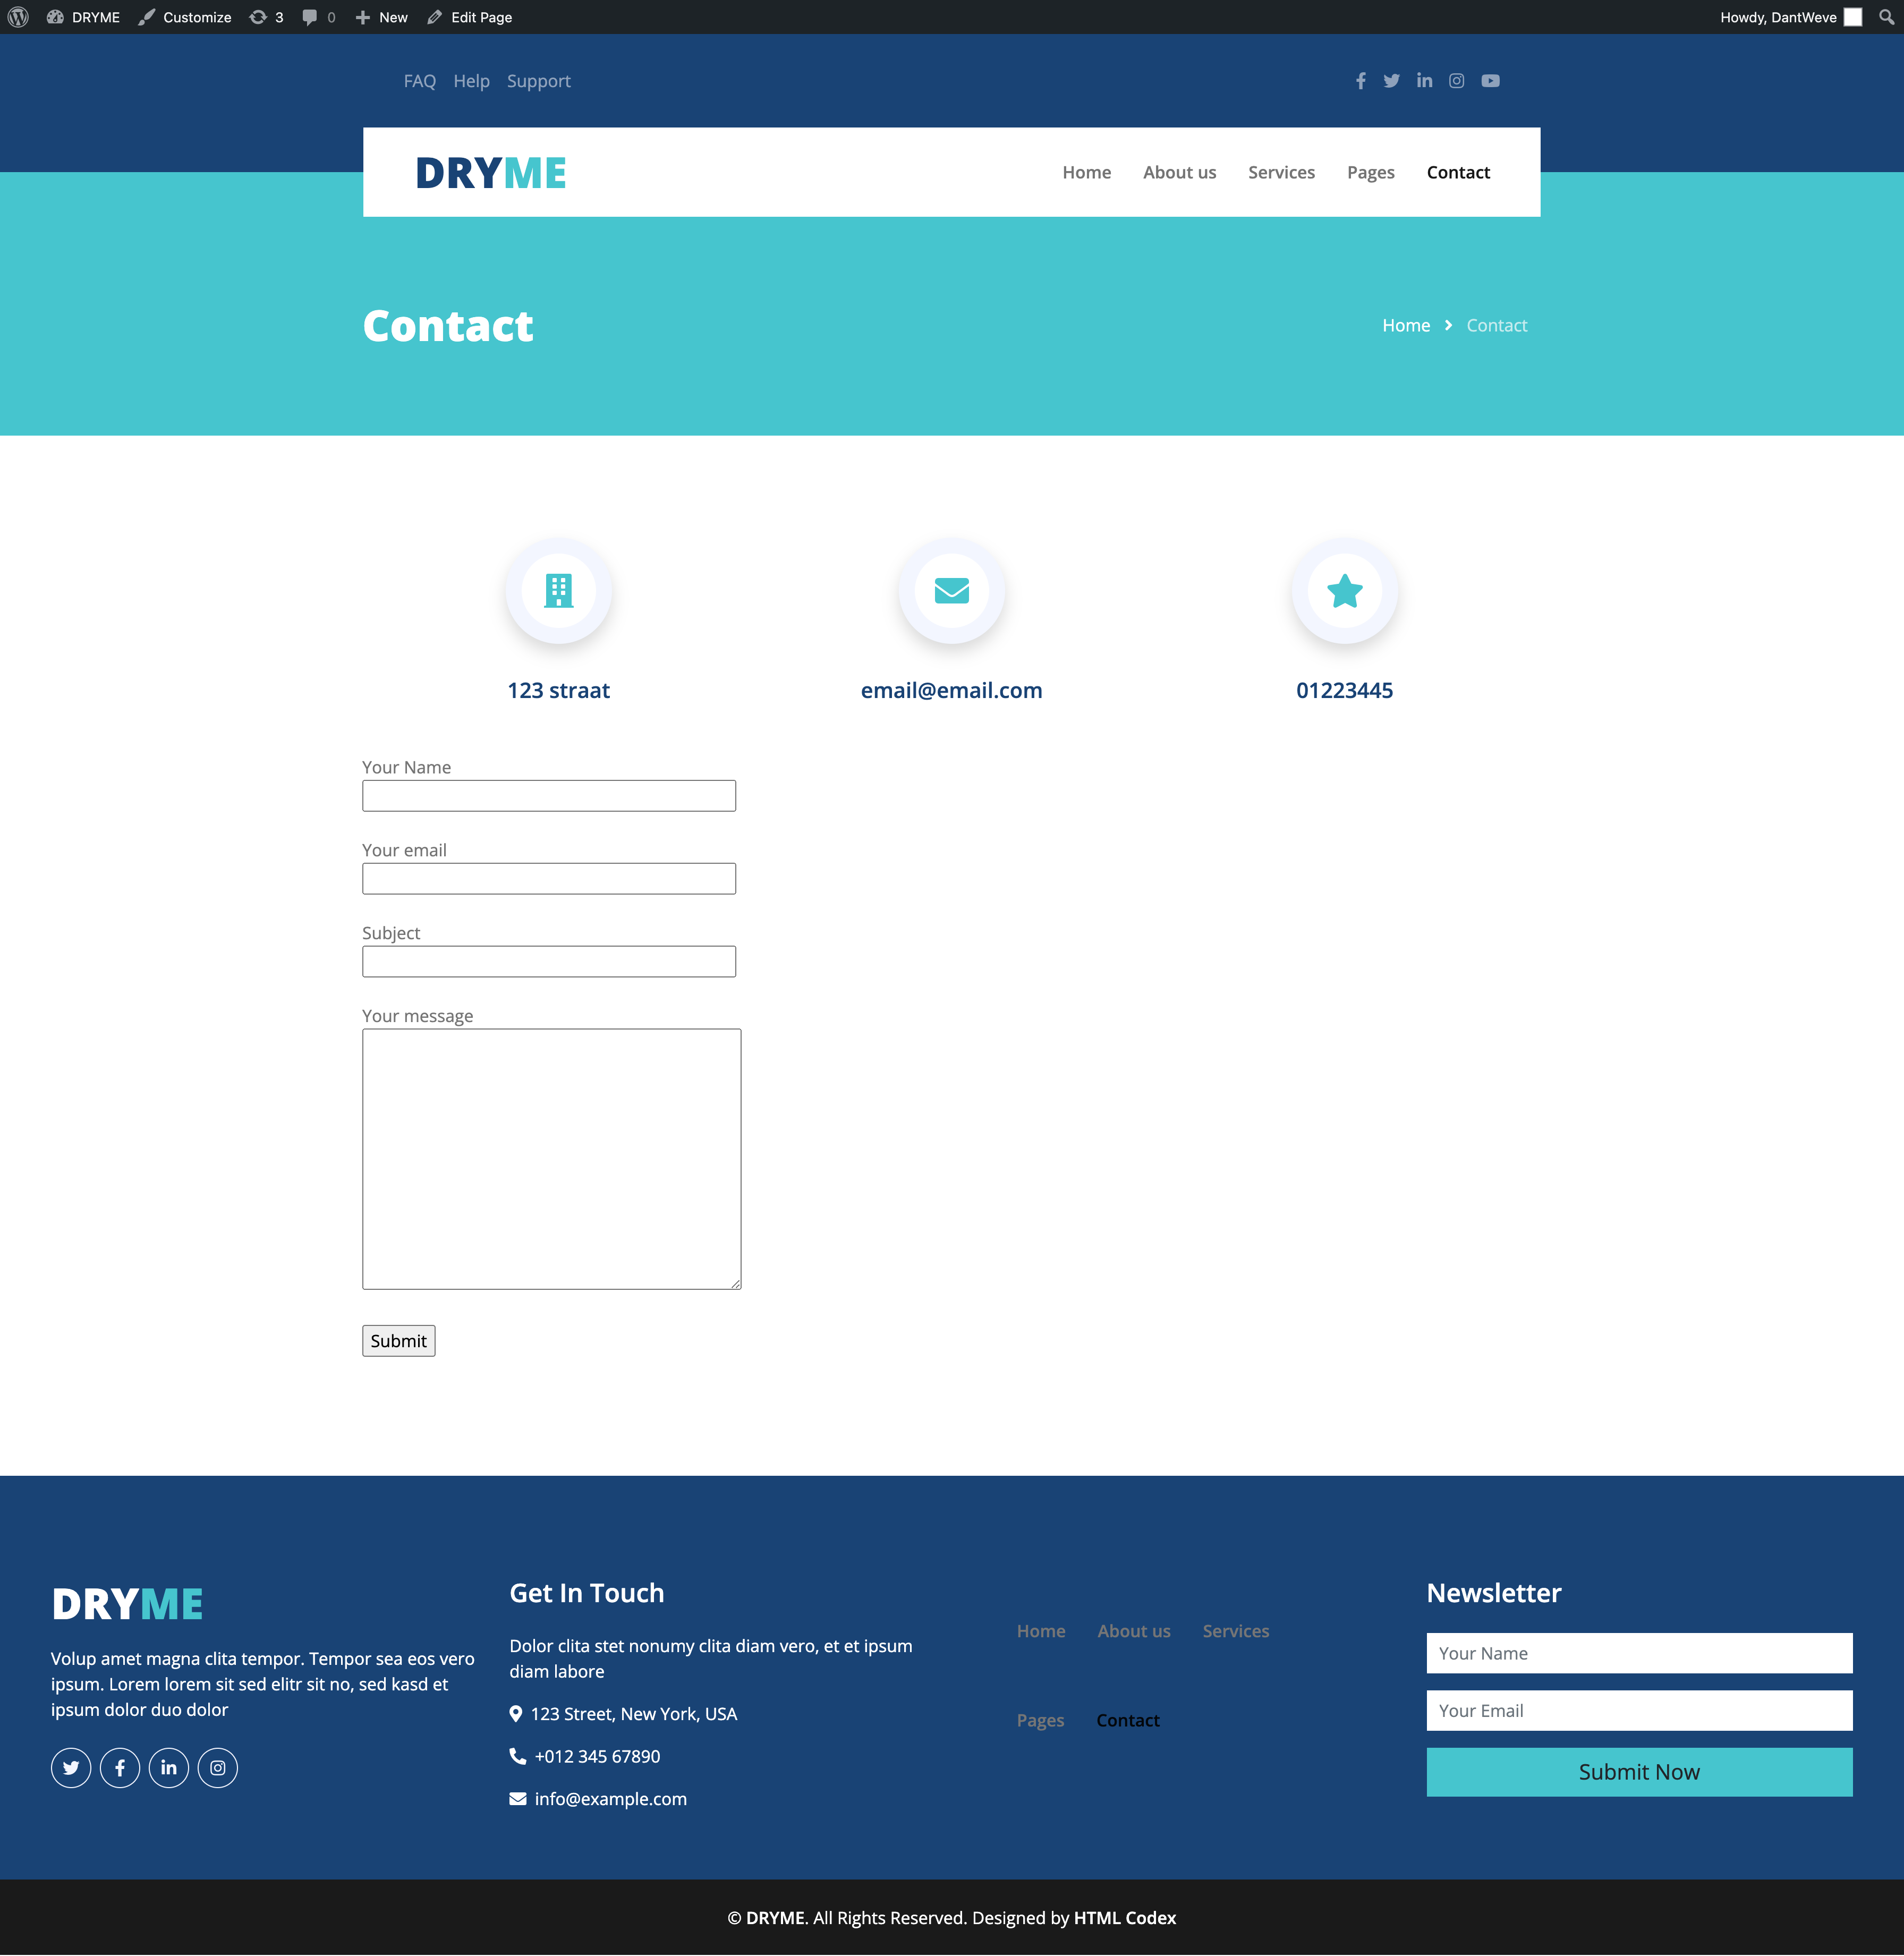 DRYME Customize 3 0 New Edit Page Howdy, DantWeve
FAQ Help Support
DRYME
Home About us Services Pages Contact
Contact
Home Contact
123 straat
email@email.com
01223445
Your Name
Your email
Subject
Your message
Submit
DRYME
Volup amet magna clita tempor. Tempor sea eos vero
ipsum. Lorem lorem sit sed elitr sit no, sed kasd et
ipsum dolor duo dolor
Get In Touch
Dolor clita stet nonumy clita diam vero, et et ipsum
diam labore
123 Street, New York, USA
+012 345 67890
info@example.com
Home About us Services
Pages Contact
Newsletter
Your Name
Your Email
Submit Now
© DRYME. All Rights Reserved. Designed by HTML Codex